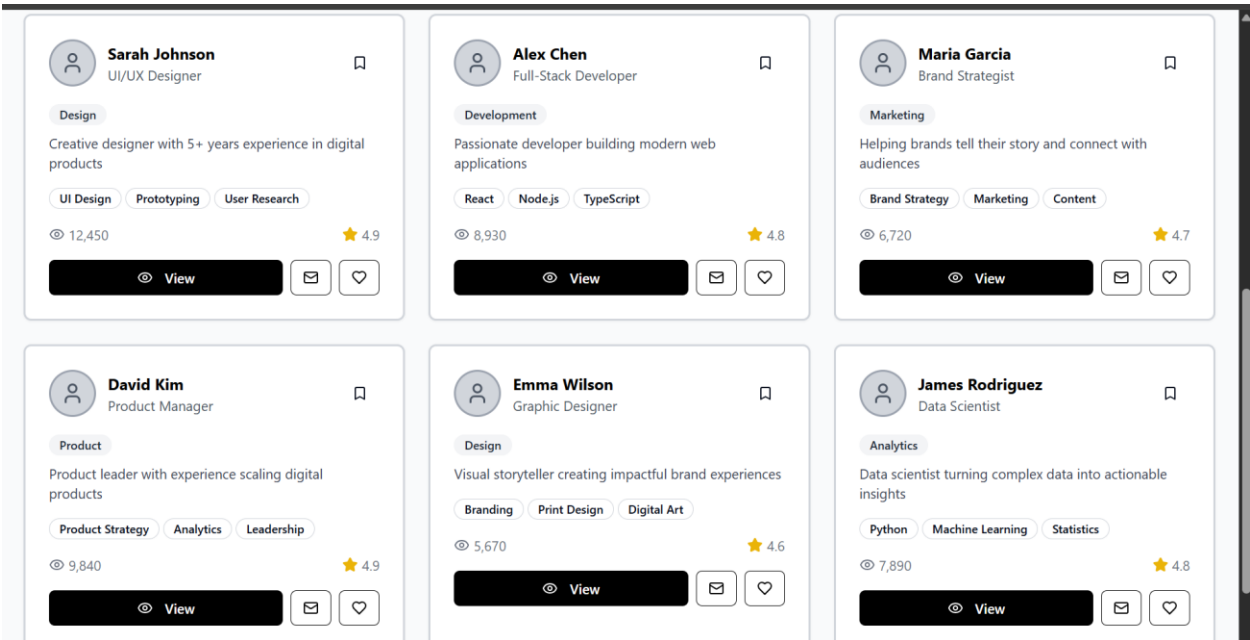 Sarah Johnson
UI/UX Designer
Design
Creative designer with 5+ years experience in digital
products
UI Design Prototyping User Research
12,450 4.9
View
Alex Chen
Full-Stack Developer
Development
Passionate developer building modern web
applications
React Node.js TypeScript
8,930 4.8
View
Maria Garcia
Brand Strategist
Marketing
Helping brands tell their story and connect with
audiences
Brand Strategy Marketing Content
6,720 4.7
View
David Kim
Product Manager
Product
Product leader with experience scaling digital
products
Product Strategy Analytics Leadership
9,840 4.9
View
Emma Wilson
Graphic Designer
Design
Visual storyteller creating impactful brand experiences
Branding Print Design Digital Art
5,670 4.6
View
James Rodriguez
Data Scientist
Analytics
Data scientist turning complex data into actionable
insights
Python Machine Learning Statistics
7,890 4.8
View